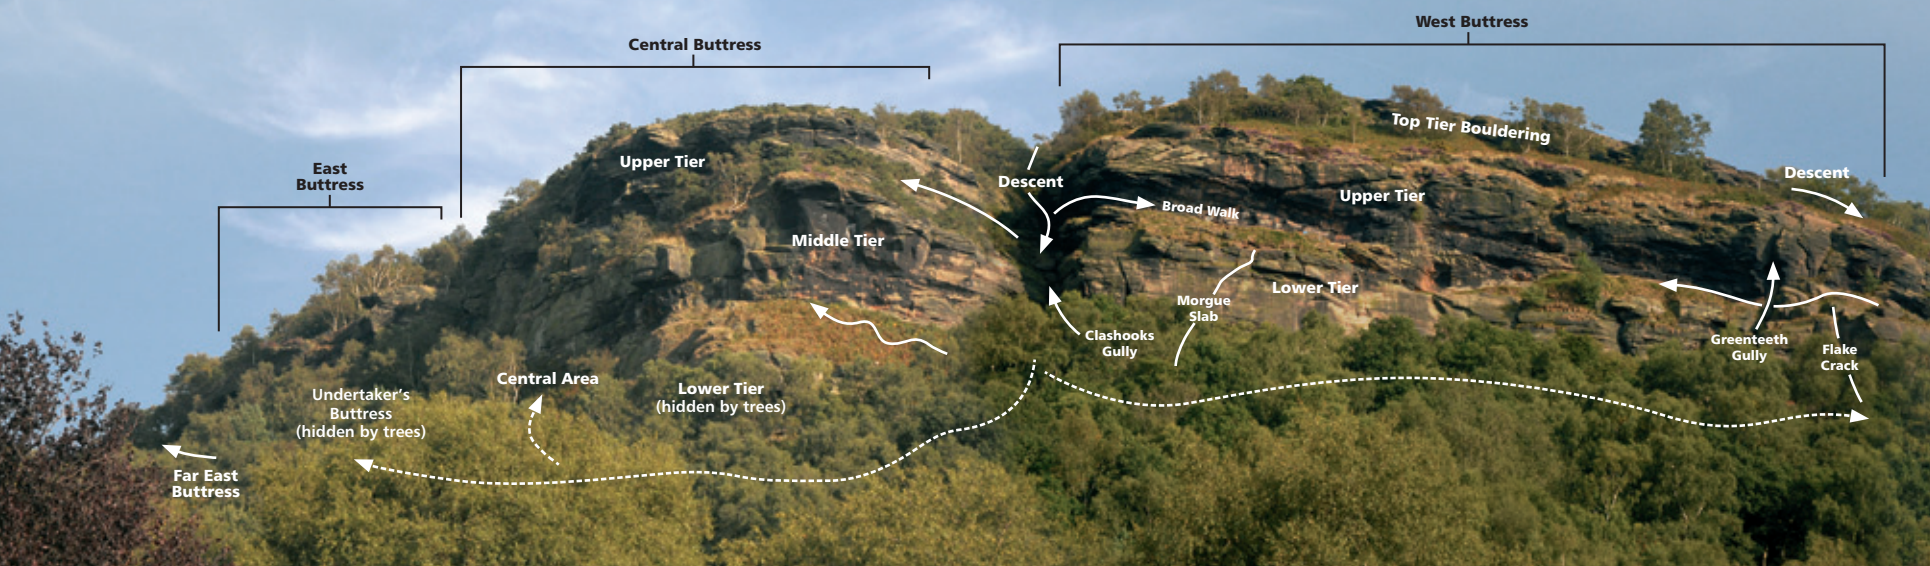 West Buttress
Central Buttress
East
Buttress
Upper Tier
Middle Tier
Descent
Broad Walk
Top Tier Bouldering
Upper Tier
Descent
Morgue
Slab
Lower Tier
Clashooks
Gully
Greenteeth
Gully
Flake
Crack
Central Area
Lower Tier
(hidden by trees)
Undertaker's
Buttress
(hidden by trees)
Far East
Buttress